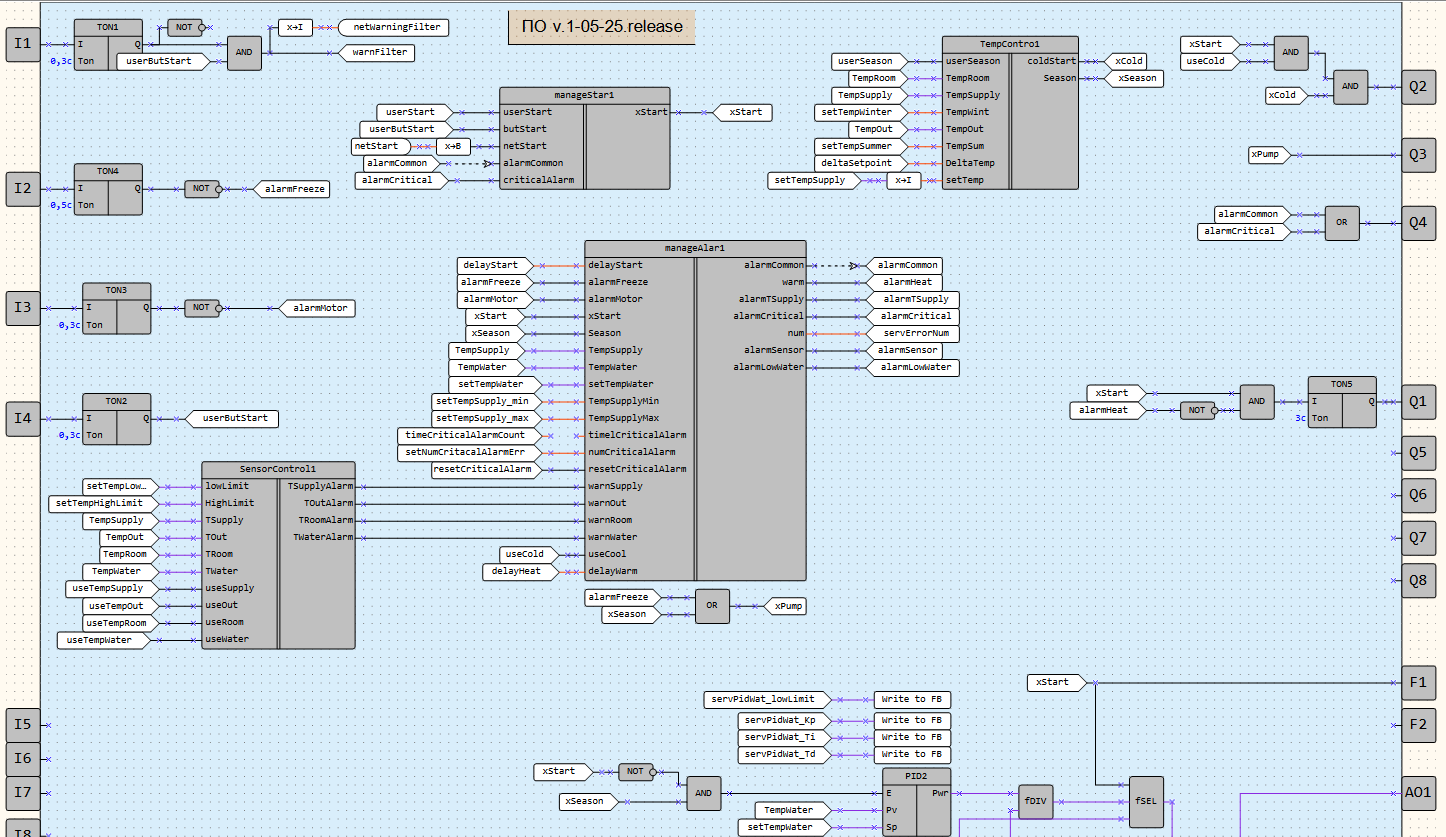 ПО v.1-05-25.release
I1
TON1
I
Q
0,3с
Ton
NOT
AND
userButStart
x→I
netWarningFilter
warnFilter
I2
TON4
I
Q
0,5с
Ton
NOT
alarmFreeze
I3
TON3
I
Q
0,3с
Ton
NOT
alarmMotor
I4
TON2
I
Q
0,3с
Ton
userButStart
manageStar1
userStart
userStart
xStart
xStart
userButStart
butStart
netStart
x→B
netStart
alarmCommon
alarmCommon
alarmCritical
criticalAlarm
TempContro1
userSeason
userSeason
coldStart
xCold
TempRoom
TempRoom
Season
xSeason
TempSupply
TempSupply
setTempWinter
TempWint
TempOut
TempOut
setTempSummer
TempSum
deltaSetpoint
DeltaTemp
setTempSupply
x→I
setTemp
xStart
useCold
AND
xCold
AND
Q2
xPump
Q3
alarmCommon
alarmCritical
OR
Q4
manageAlar1
delayStart
delayStart
alarmCommon
alarmCommon
alarmFreeze
alarmFreeze
warm
alarmHeat
alarmMotor
alarmMotor
alarmTSupply
alarmTSupply
xStart
xStart
alarmCritical
alarmCritical
xSeason
Season
num
servErrorNum
TempSupply
TempSupply
alarmSensor
alarmSensor
TempWater
TempWater
alarmLowWater
alarmLowWater
setTempWater
setTempWater
setTempSupply_min
TempSupplyMin
setTempSupply_max
TempSupplyMax
timeCriticalAlarmCount
timelCriticalAlarm
setNumCritacalAlarmErr
numCriticalAlarm
resetCriticalAlarm
resetCriticalAlarm
warnSupply
warnOut
warnRoom
warnWater
useCold
useCool
delayHeat
delayWarm
SensorControl1
setTempLow…
lowLimit
TSupplyAlarm
setTempHighLimit
HighLimit
TOutAlarm
TempSupply
TSupply
TRoomAlarm
TempOut
TOut
TWaterAlarm
TempRoom
TRoom
TempWater
TWater
useTempSupply
useSupply
useTempOut
useOut
useTempRoom
useRoom
useTempWater
useWater
alarmFreeze
xSeason
OR
xPump
xStart
alarmHeat
NOT
AND
TON5
I
Q
3с
Ton
Q1
Q5
Q6
Q7
Q8
xStart
F1
F2
servPidWat_lowLimit
Write to FB
servPidWat_Kp
Write to FB
servPidWat_Ti
Write to FB
servPidWat_Td
Write to FB
I5
I6
I7
I8
xStart
NOT
xSeason
AND
PID2
E
Pwr
TempWater
Pv
setTempWater
Sp
fDIV
fSEL
AO1